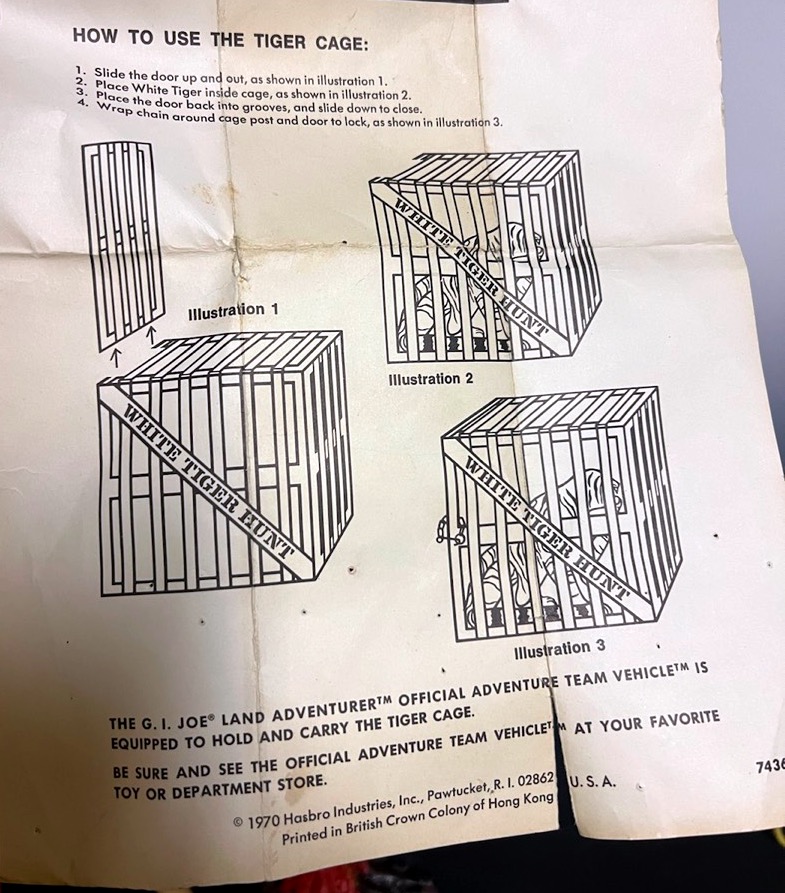 HOW TO USE THE TIGER CAGE:
1. Slide the door up and out, as shown in illustration 1.
2. Place White Tiger inside cage, as shown in illustration 2.
3. Place the door back into grooves, and slide down to close.
4. Wrap chain around cage post and door to lock, as shown in illustration 3.
WHITE TIGER HUNT
Illustration 1
Illustration 2
WHITE TIGER HUNT
WHITE TIGER HUNT
Illustration 3
THE G. I. JOE® LAND ADVENTURER™ OFFICIAL ADVENTURE TEAM VEHICLE™ IS
EQUIPPED TO HOLD AND CARRY THE TIGER CAGE.
BE SURE AND SEE THE OFFICIAL ADVENTURE TEAM VEHICLE™ AT YOUR FAVORITE
TOY OR DEPARTMENT STORE.
© 1970 Hasbro Industries, Inc., Pawtucket, R. I. 02862 U. S. A.
Printed in British Crown Colony of Hong Kong
7436